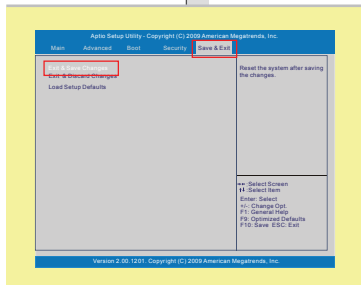 Aptio Setup Utility - Copyright (C) 2009 American Megatrends, Inc.
Main Advanced Boot Security Save & Exit
Exit & Save Changes
Exit & Discard Changes
Load Setup Defaults
Reset the system after saving
the changes.
→←:Select Screen
↑↓:Select Item
Enter: Select
+/-: Change Opt.
F1: General Help
F9: Optimized Defaults
F10: Save ESC: Exit
Version 2.00.1201. Copyright (C) 2009 American Megatrends, Inc.